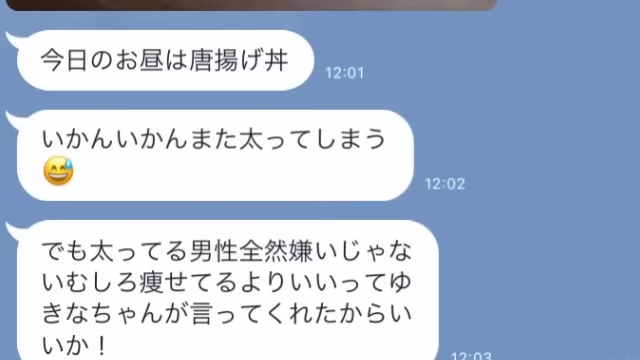 今日のお昼は唐揚げ丼
12:01
いかんいかんまた太ってしまう
😅
12:02
でも太ってる男性全然嫌いじゃな
いむしろ痩せてるよりいいってゆ
きなちゃんが言ってくれたからい
いか！
12:03